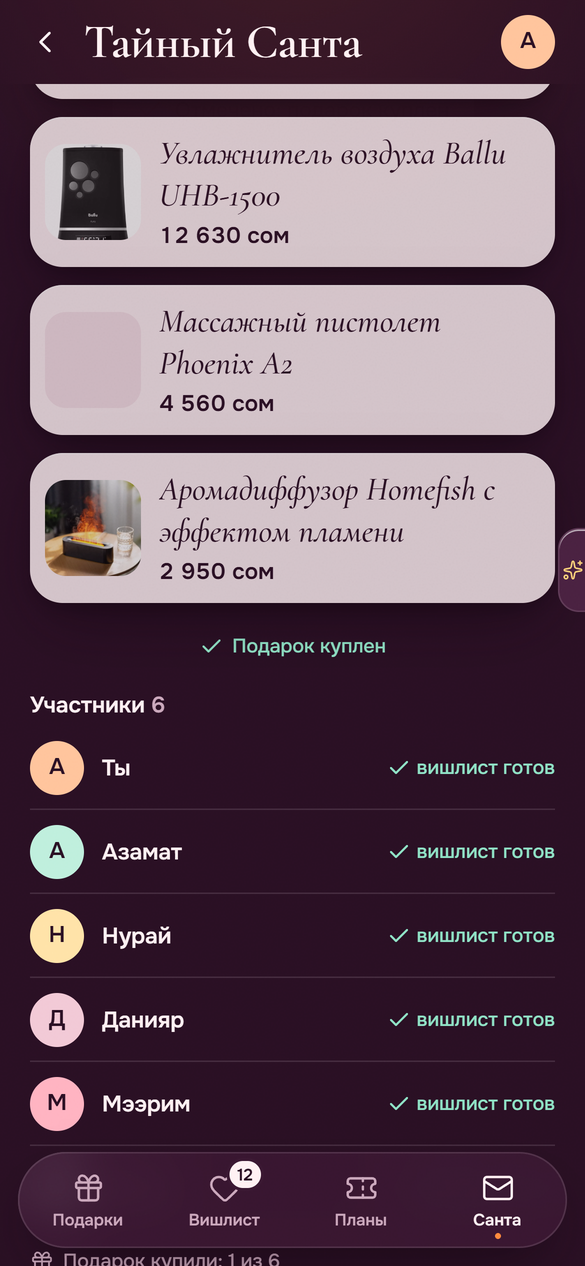 Тайный Санта
А
Увлажнитель воздуха Ballu
UHB-1500
12 630 сом
Массажный пистолет
Phoenix A2
4 560 сом
Аромадиффузор Homefish с
эффектом пламени
2 950 сом
Подарок куплен
Участники 6
А Ты вишлист готов
А Азамат вишлист готов
Н Нурай вишлист готов
Д Данияр вишлист готов
М Мээрим вишлист готов
12
Подарки Вишлист Планы Санта
Подарок купили: 1 из 6